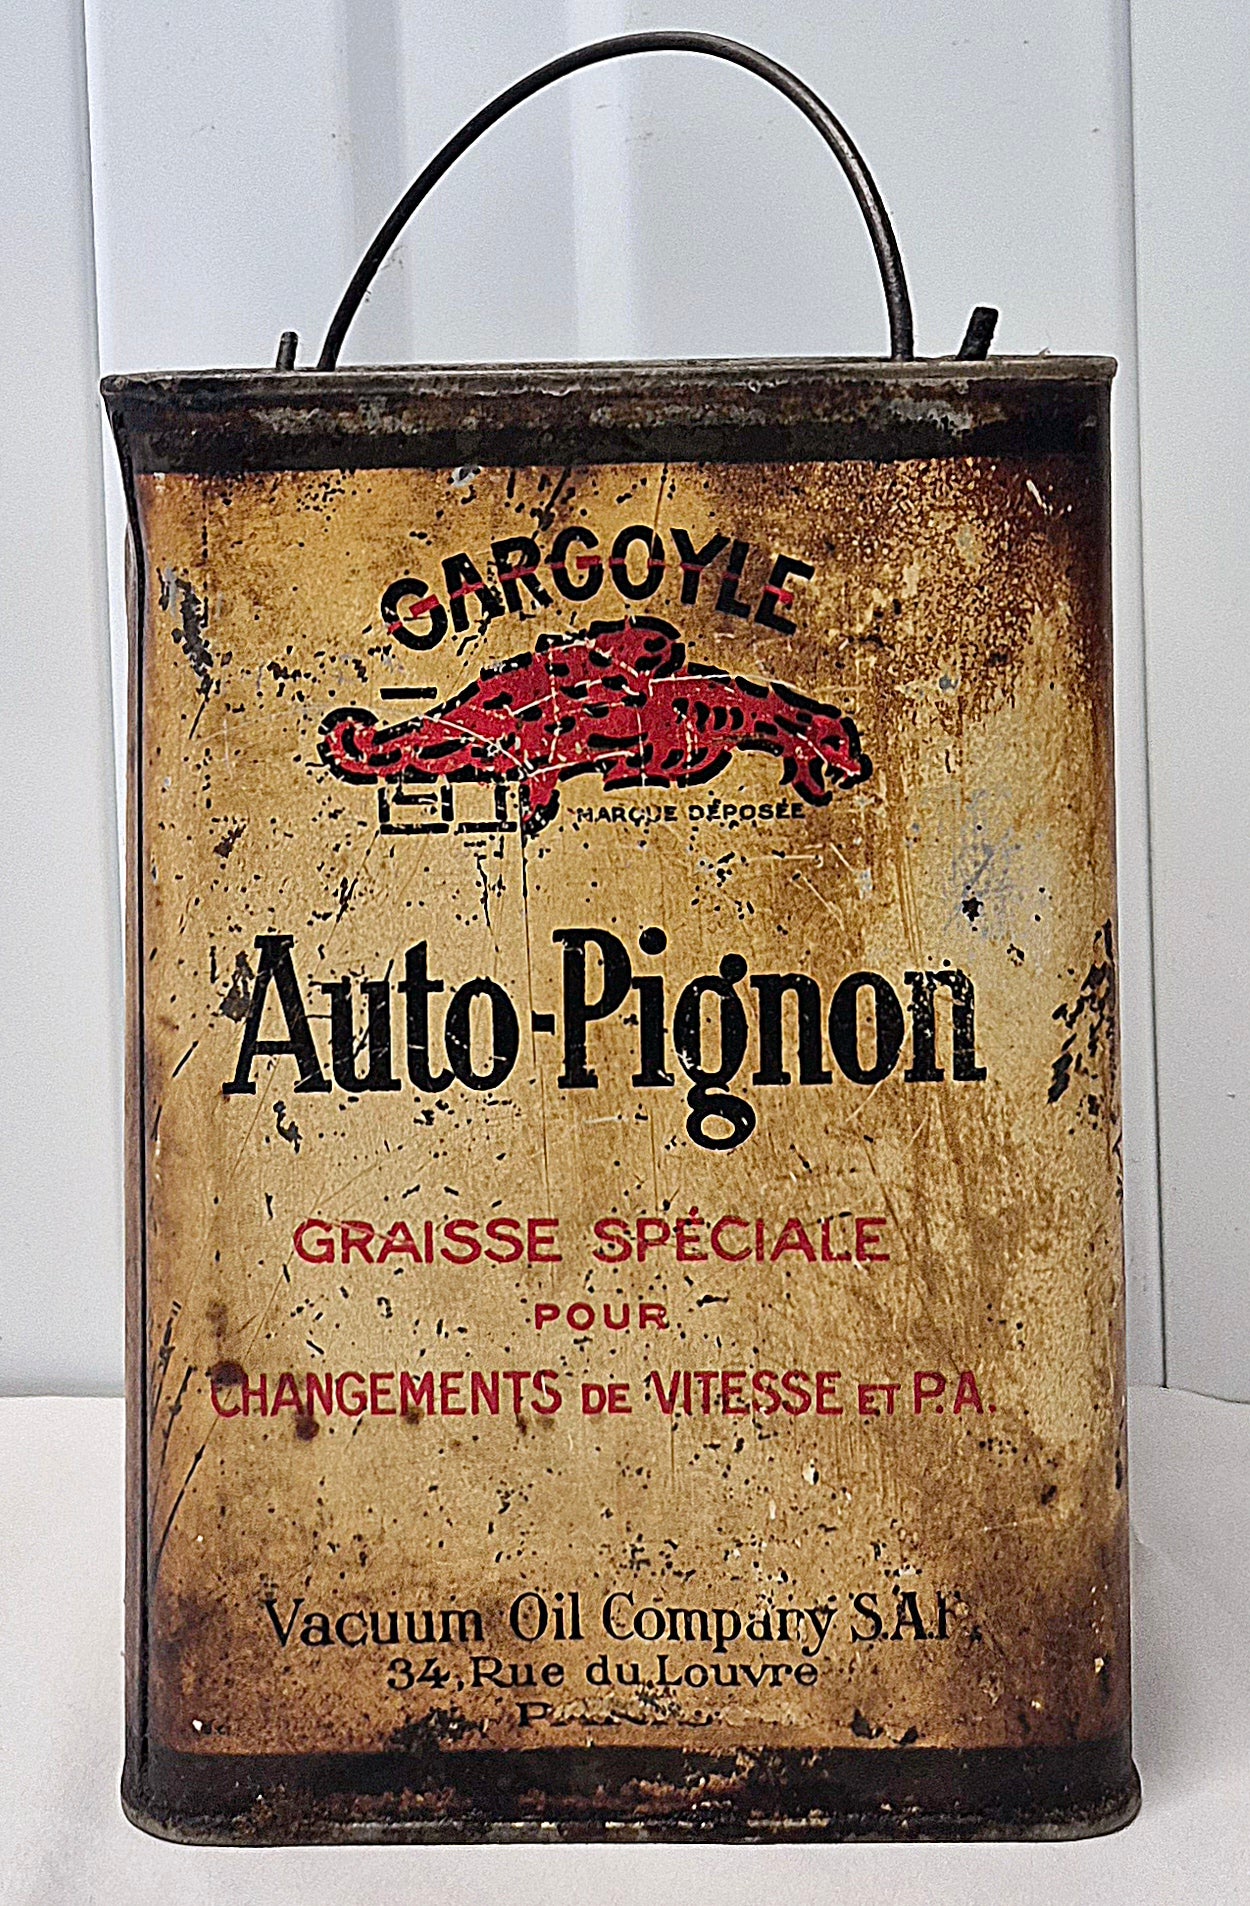 GARGOYLE
MARQUE DÉPOSÉE
Auto-Pignon
GRAISSE SPÉCIALE
POUR
CHANGEMENTS DE VITESSE ET P.A.
Vacuum Oil Company S.A.F.
34, Rue du Louvre